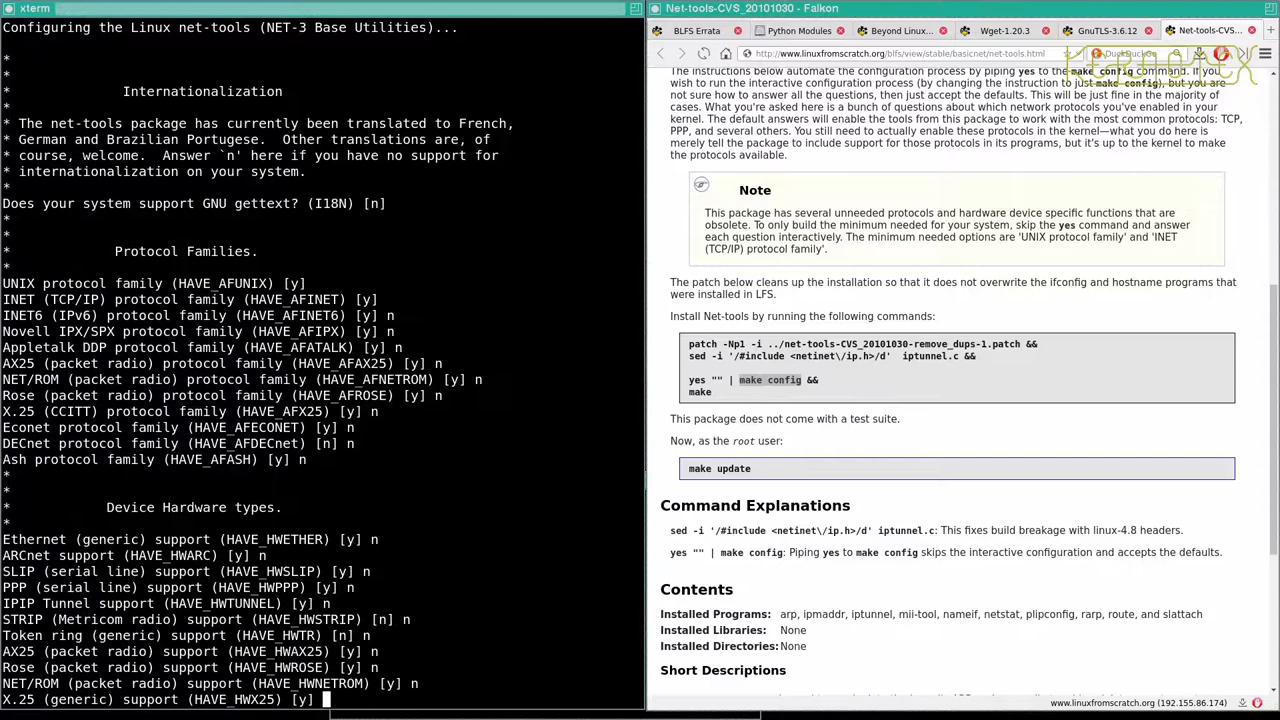 xterm
Configuring the Linux net-tools (NET-3 Base Utilities)...
*
*
* Internationalization
*
* The net-tools package has currently been translated to French,
* German and Brazilian Portugese. Other translations are, of
* course, welcome. Answer `n' here if you have no support for
* internationalization on your system.
*
Does your system support GNU gettext? (I18N) [n]
*
*
* Protocol Families.
*
UNIX protocol family (HAVE_AFUNIX) [y]
INET (TCP/IP) protocol family (HAVE_AFINET) [y]
INET6 (IPv6) protocol family (HAVE_AFINET6) [y] n
Novell IPX/SPX protocol family (HAVE_AFIPX) [y] n
Appletalk DDP protocol family (HAVE_AFATALK) [y] n
AX25 (packet radio) protocol family (HAVE_AFAX25) [y] n
NET/ROM (packet radio) protocol family (HAVE_AFNETROM) [y] n
Rose (packet radio) protocol family (HAVE_AFROSE) [y] n
X.25 (CCITT) protocol family (HAVE_AFX25) [y] n
Econet protocol family (HAVE_AFECONET) [y] n
DECnet protocol family (HAVE_AFDECnet) [n] n
Ash protocol family (HAVE_AFASH) [y] n
*
*
* Device Hardware types.
*
Ethernet (generic) support (HAVE_HWETHER) [y] n
ARCnet support (HAVE_HWARC) [y] n
SLIP (serial line) support (HAVE_HWSLIP) [y] n
PPP (serial line) support (HAVE_HWPPP) [y] n
IPIP Tunnel support (HAVE_HWTUNNEL) [y] n
STRIP (Metricom radio) support (HAVE_HWSTRIP) [n] n
Token ring (generic) support (HAVE_HWTR) [n] n
AX25 (packet radio) support (HAVE_HWAX25) [y] n
Rose (packet radio) support (HAVE_HWROSE) [y] n
NET/ROM (packet radio) support (HAVE_HWNETROM) [y] n
X.25 (generic) support (HAVE_HWX25) [y]
Net-tools-CVS_20101030 - Falkon
BLFS Errata
Python Modules
Beyond Linux...
Wget-1.20.3
GnuTLS-3.6.12
Net-tools-CVS...
http://www.linuxfromscratch.org/blfs/view/stable/basicnet/net-tools.html
DuckDuckGo
The instructions below automate the configuration process by piping yes to the make config command. If you
wish to run the interactive configuration process (by changing the instruction to just make config), but you are
not sure how to answer all the questions, then just accept the defaults. This will be just fine in the majority of
cases. What you're asked here is a bunch of questions about which network protocols you've enabled in your
kernel. The default answers will enable the tools from this package to work with the most common protocols: TCP,
PPP, and several others. You still need to actually enable these protocols in the kernel—what you do here is
merely tell the package to include support for those protocols in its programs, but it's up to the kernel to make
the protocols available.
Note
This package has several unneeded protocols and hardware device specific functions that are
obsolete. To only build the minimum needed for your system, skip the yes command and answer
each question interactively. The minimum needed options are 'UNIX protocol family' and 'INET
(TCP/IP) protocol family'.
The patch below cleans up the installation so that it does not overwrite the ifconfig and hostname programs that
were installed in LFS.
Install Net-tools by running the following commands:
patch -Np1 -i ../net-tools-CVS_20101030-remove_dups-1.patch &&
sed -i '/#include <netinet\/ip.h>/d' iptunnel.c &&
yes "" | make config &&
make
This package does not come with a test suite.
Now, as the root user:
make update
Command Explanations
sed -i '/#include <netinet\/ip.h>/d' iptunnel.c: This fixes build breakage with linux-4.8 headers.
yes "" | make config: Piping yes to make config skips the interactive configuration and accepts the defaults.
Contents
Installed Programs: arp, ipmaddr, iptunnel, mii-tool, nameif, netstat, plipconfig, rarp, route, and slattach
Installed Libraries: None
Installed Directories: None
Short Descriptions
www.linuxfromscratch.org (192.155.86.174)